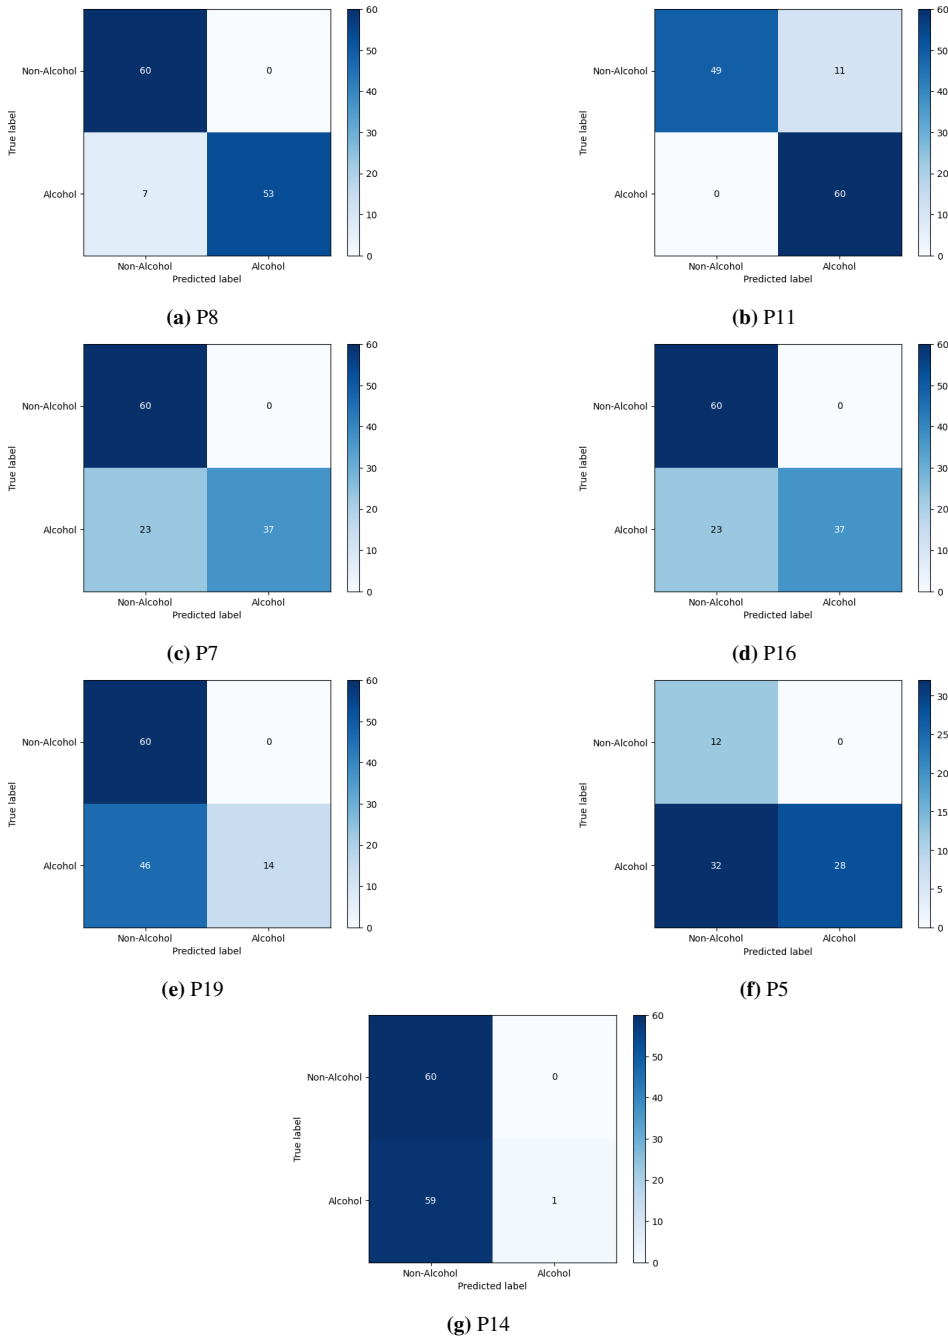 60
Non-Alcohol 60 0
50
40
True label
30
20
Alcohol 7 53
10
0
Non-Alcohol Alcohol
Predicted label
(a) P8
60
Non-Alcohol 49 11
50
40
True label
30
20
Alcohol 0 60
10
0
Non-Alcohol Alcohol
Predicted label
(b) P11
60
Non-Alcohol 60 0
50
40
True label
30
20
Alcohol 23 37
10
0
Non-Alcohol Alcohol
Predicted label
(c) P7
60
Non-Alcohol 60 0
50
40
True label
30
20
Alcohol 23 37
10
0
Non-Alcohol Alcohol
Predicted label
(d) P16
60
Non-Alcohol 60 0
50
40
True label
30
20
Alcohol 46 14
10
0
Non-Alcohol Alcohol
Predicted label
(e) P19
30
Non-Alcohol 12 0
25
20
True label
15
10
Alcohol 32 28
5
0
Non-Alcohol Alcohol
Predicted label
(f) P5
60
Non-Alcohol 60 0
50
40
True label
30
20
Alcohol 59 1
10
0
Non-Alcohol Alcohol
Predicted label
(g) P14